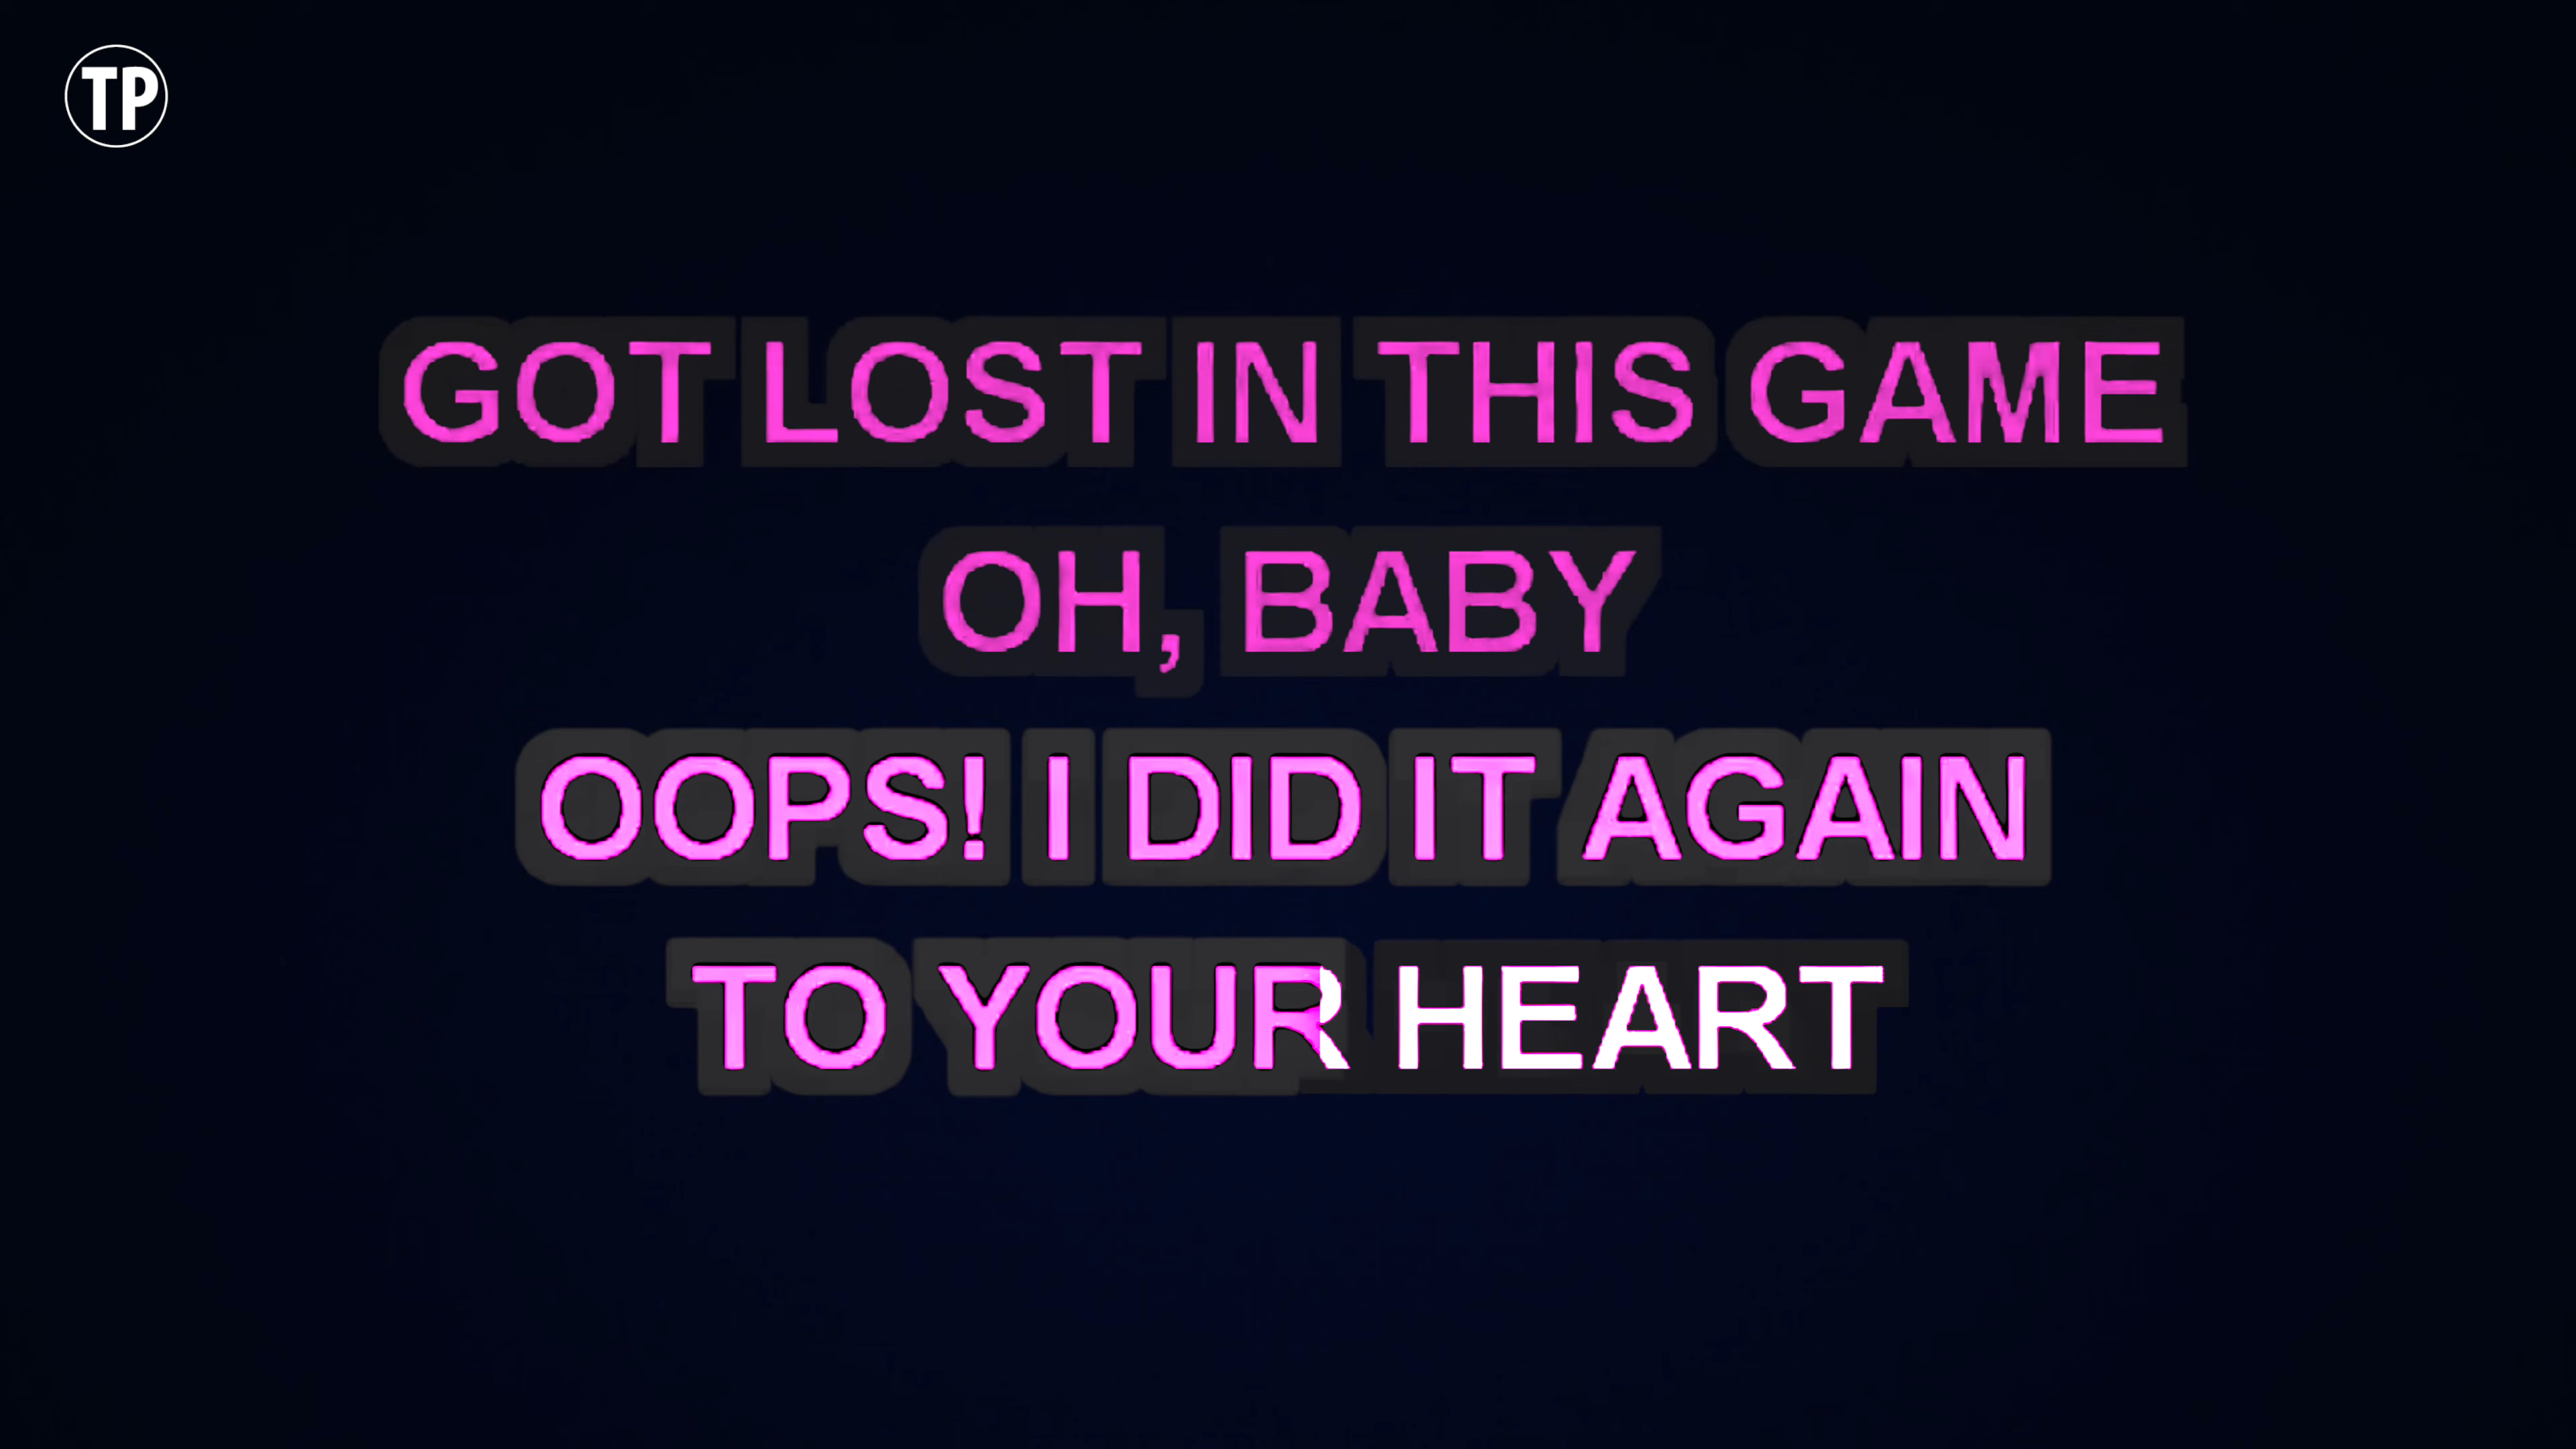 TP
GOT LOST IN THIS GAME
OH, BABY
OOPS! I DID IT AGAIN
TO YOUR HEART